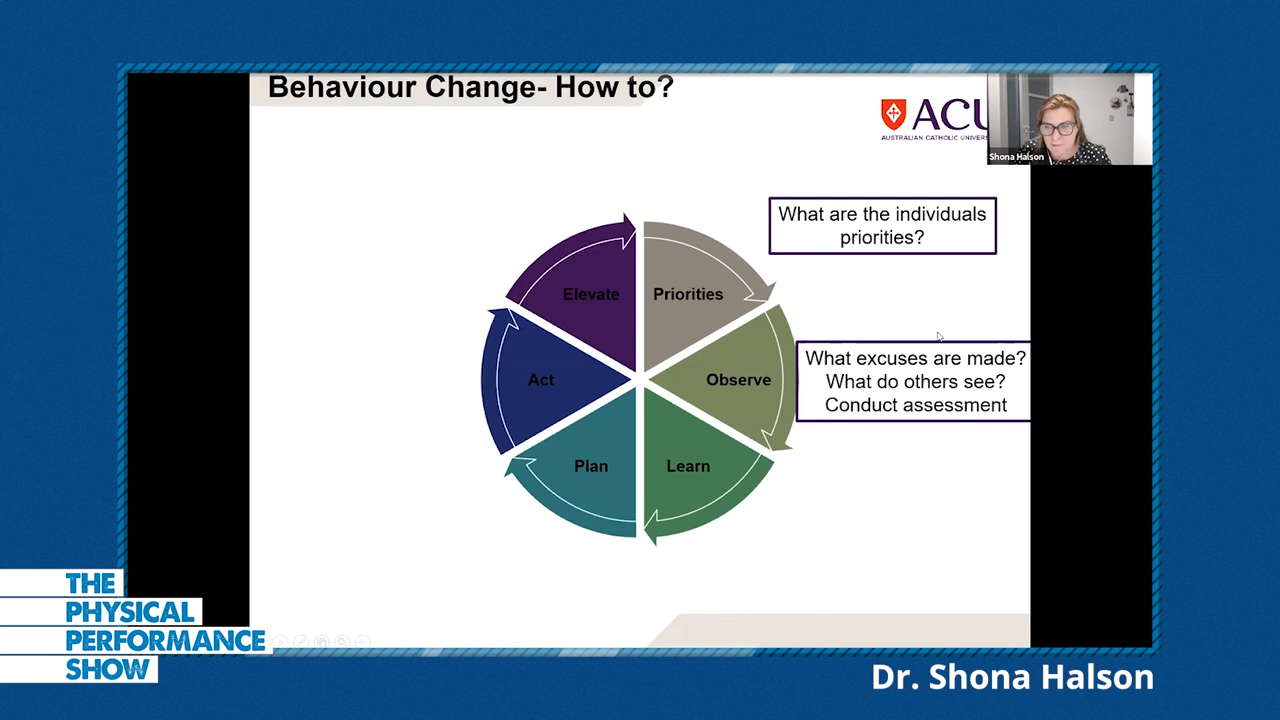 Behaviour Change- How to?
ACU
AUSTRALIAN CATHOLIC UNIVERS
Shona Halson
What are the individuals
priorities?
Elevate
Priorities
What excuses are made?
What do others see?
Conduct assessment
Act
Observe
Plan
Learn
THE
PHYSICAL
PERFORMANCE
SHOW
Dr. Shona Halson